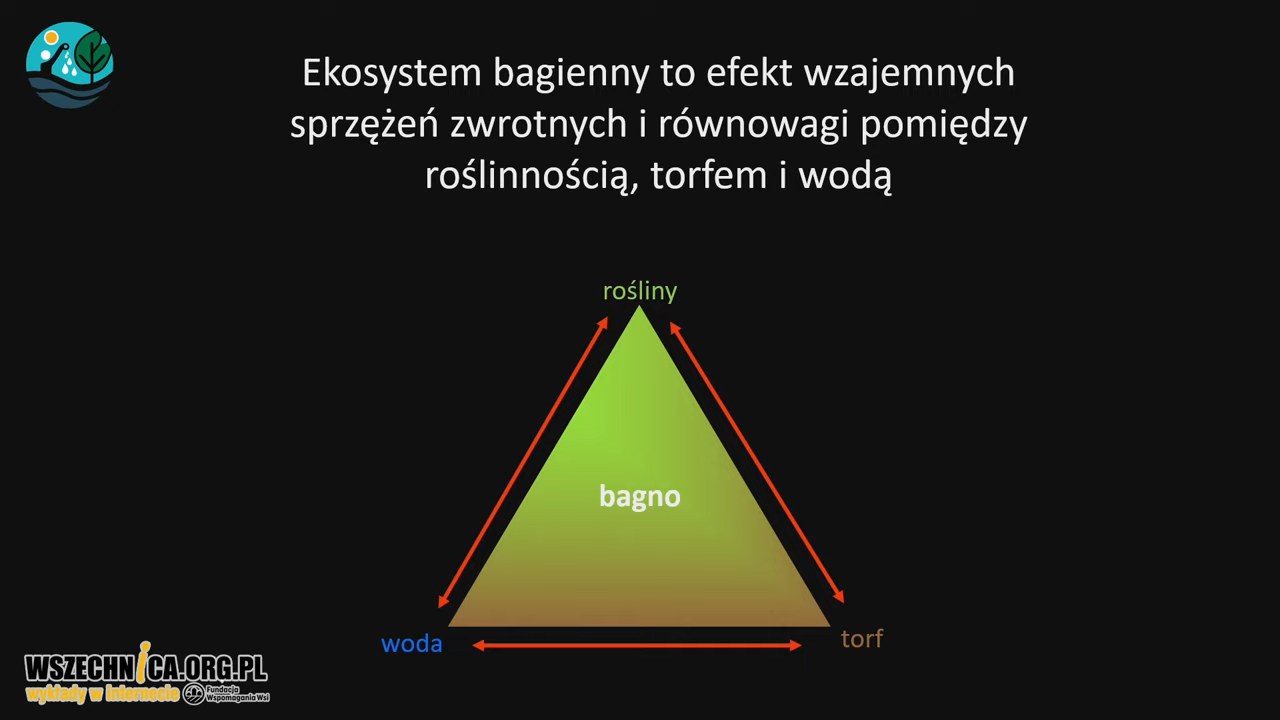 Ekosystem bagienny to efekt wzajemnych
sprzężeń zwrotnych i równowagi pomiędzy
roślinnością, torfem i wodą
rośliny
bagno
woda
torf
WSZECHNICA.ORG.PL
wykłady w internecie
Fundacja
Wspomagania Wsi